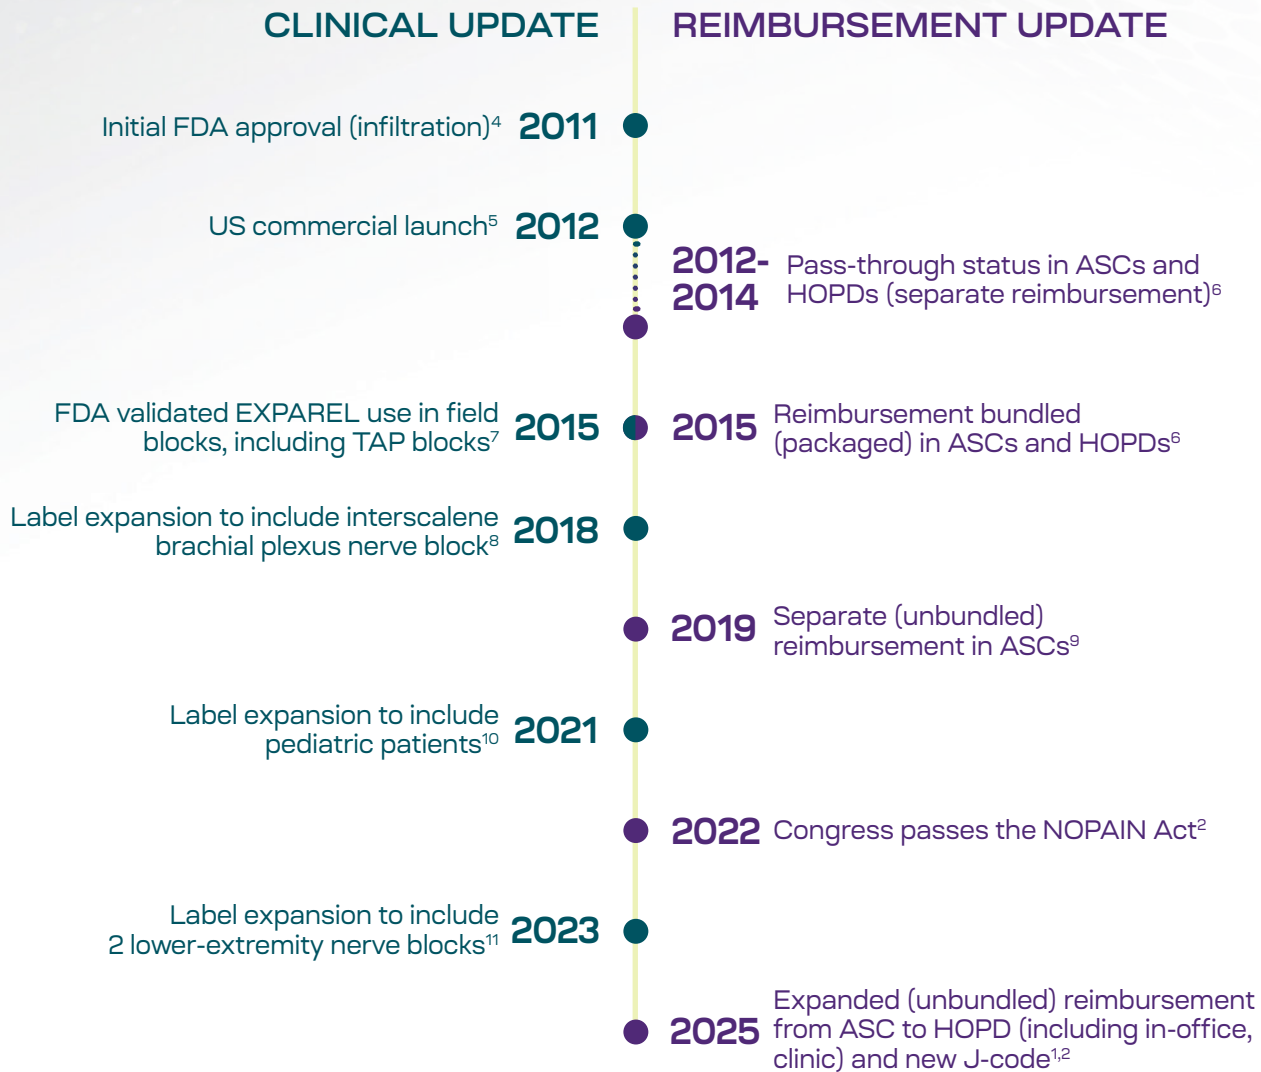 CLINICAL UPDATE
REIMBURSEMENT UPDATE
Initial FDA approval (infiltration)⁴ 2011
US commercial launch⁵ 2012
2012-
2014
Pass-through status in ASCs and
HOPDs (separate reimbursement)⁶
FDA validated EXPAREL use in field
blocks, including TAP blocks⁷
2015
2015
Reimbursement bundled
(packaged) in ASCs and HOPDs⁶
Label expansion to include interscalene
brachial plexus nerve block⁸
2018
2019
Separate (unbundled)
reimbursement in ASCs⁹
Label expansion to include
pediatric patients¹⁰
2021
2022 Congress passes the NOPAIN Act²
Label expansion to include
2 lower-extremity nerve blocks¹¹
2023
2025
Expanded (unbundled) reimbursement
from ASC to HOPD (including in-office,
clinic) and new J-code¹,²